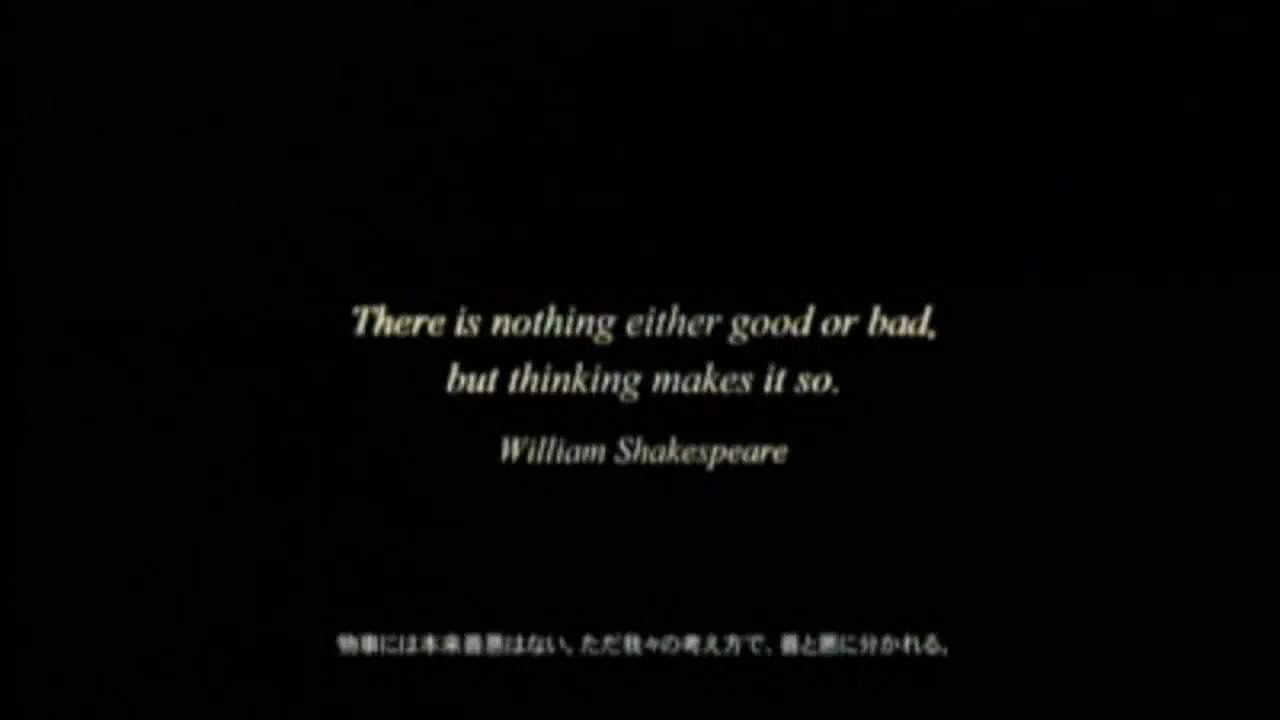 There is nothing either good or bad,
but thinking makes it so.
William Shakespeare
物事には本来善悪はない。ただ我々の考え方で、善と悪に分かれる。